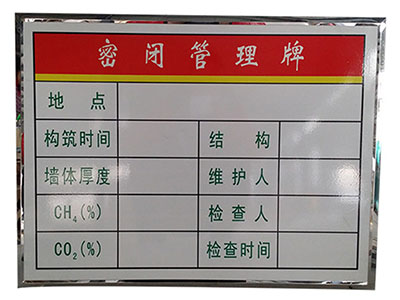 密闭管理牌
地 点
构筑时间 结 构
墙体厚度 维护人
CH₄(%) 检查人
CO₂(%) 检查时间